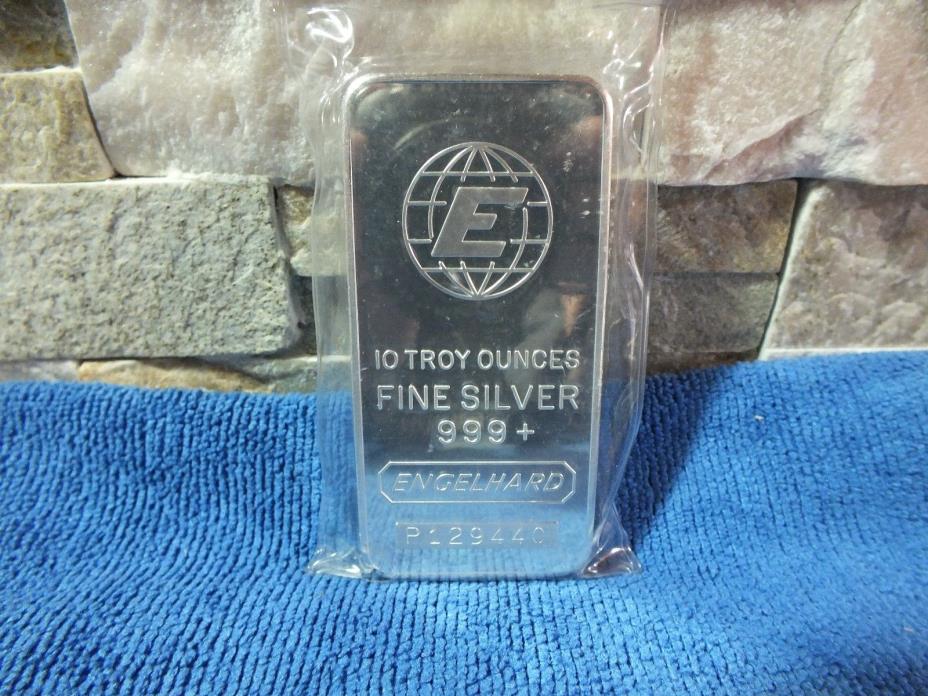 E
10 TROY OUNCES
FINE SILVER
999+
ENGELHARD
P129440